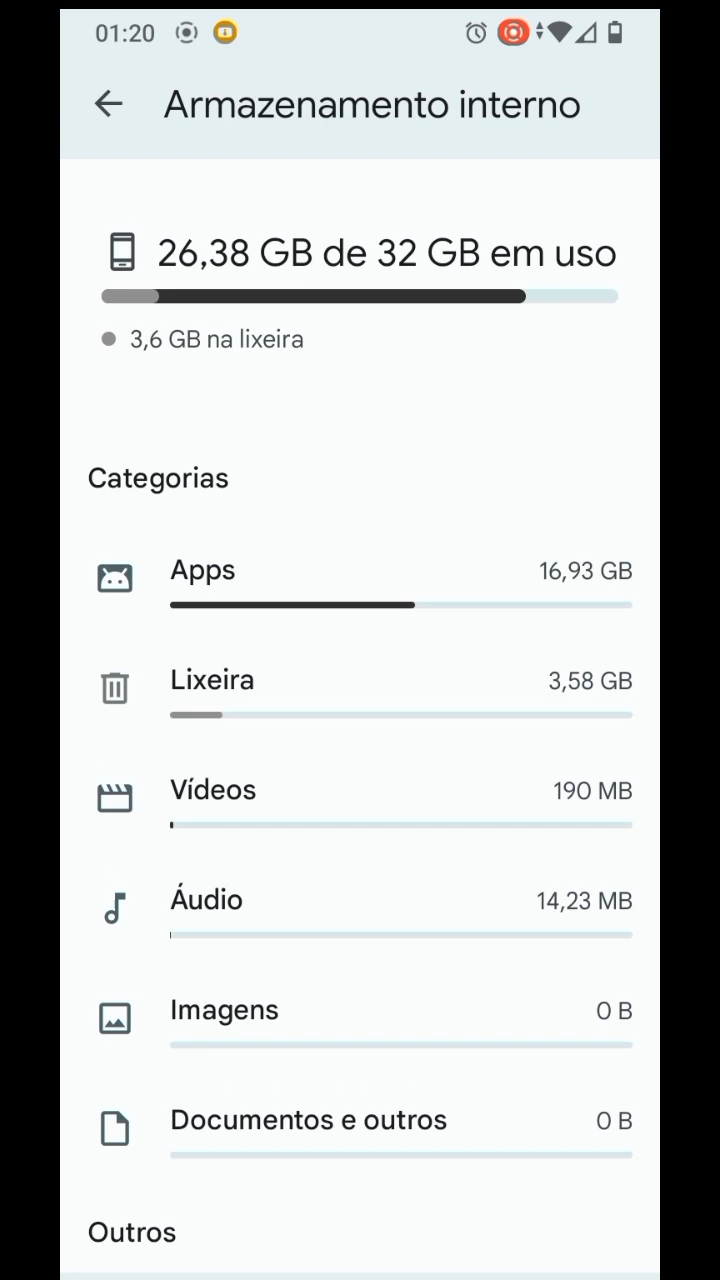 01:20
Armazenamento interno
26,38 GB de 32 GB em uso
3,6 GB na lixeira
Categorias
Apps 16,93 GB
Lixeira 3,58 GB
Vídeos 190 MB
Áudio 14,23 MB
Imagens 0 B
Documentos e outros 0 B
Outros